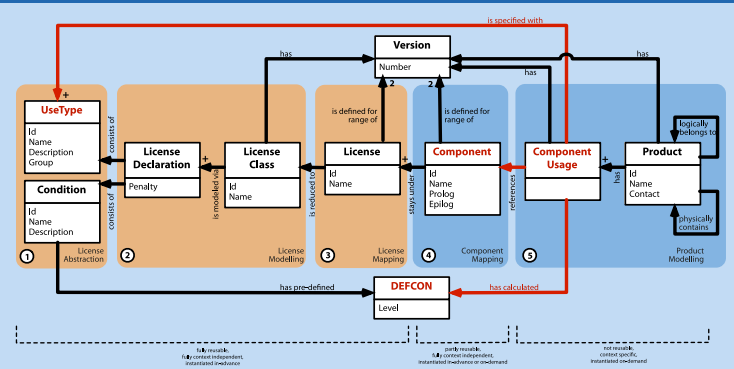 is specified with
Version
Number
has
has
has
2
2
is defined for
range of
is defined for
range of
+
UseType
Id
Name
Description
Group
Condition
Id
Name
Description
consists of
consists of
License
Declaration
Penalty
is modeled via
+
License
Class
Id
Name
is reduced to
License
Id
Name
stays under
+
Component
Id
Name
Prolog
Epilog
references
Component
Usage
+
has
Product
Id
Name
Contact
logically
belongs to
physically
contains
1
License
Abstraction
2
License
Modelling
3
License
Mapping
4
Component
Mapping
5
Product
Modelling
has pre-defined
DEFCON
Level
has calculated
fully reusable,
fully context independent,
instantiated in-advance
partly reusable,
fully context independent,
instantiated in-advance or on-demand
not reusable,
context specific,
instantiated on-demand